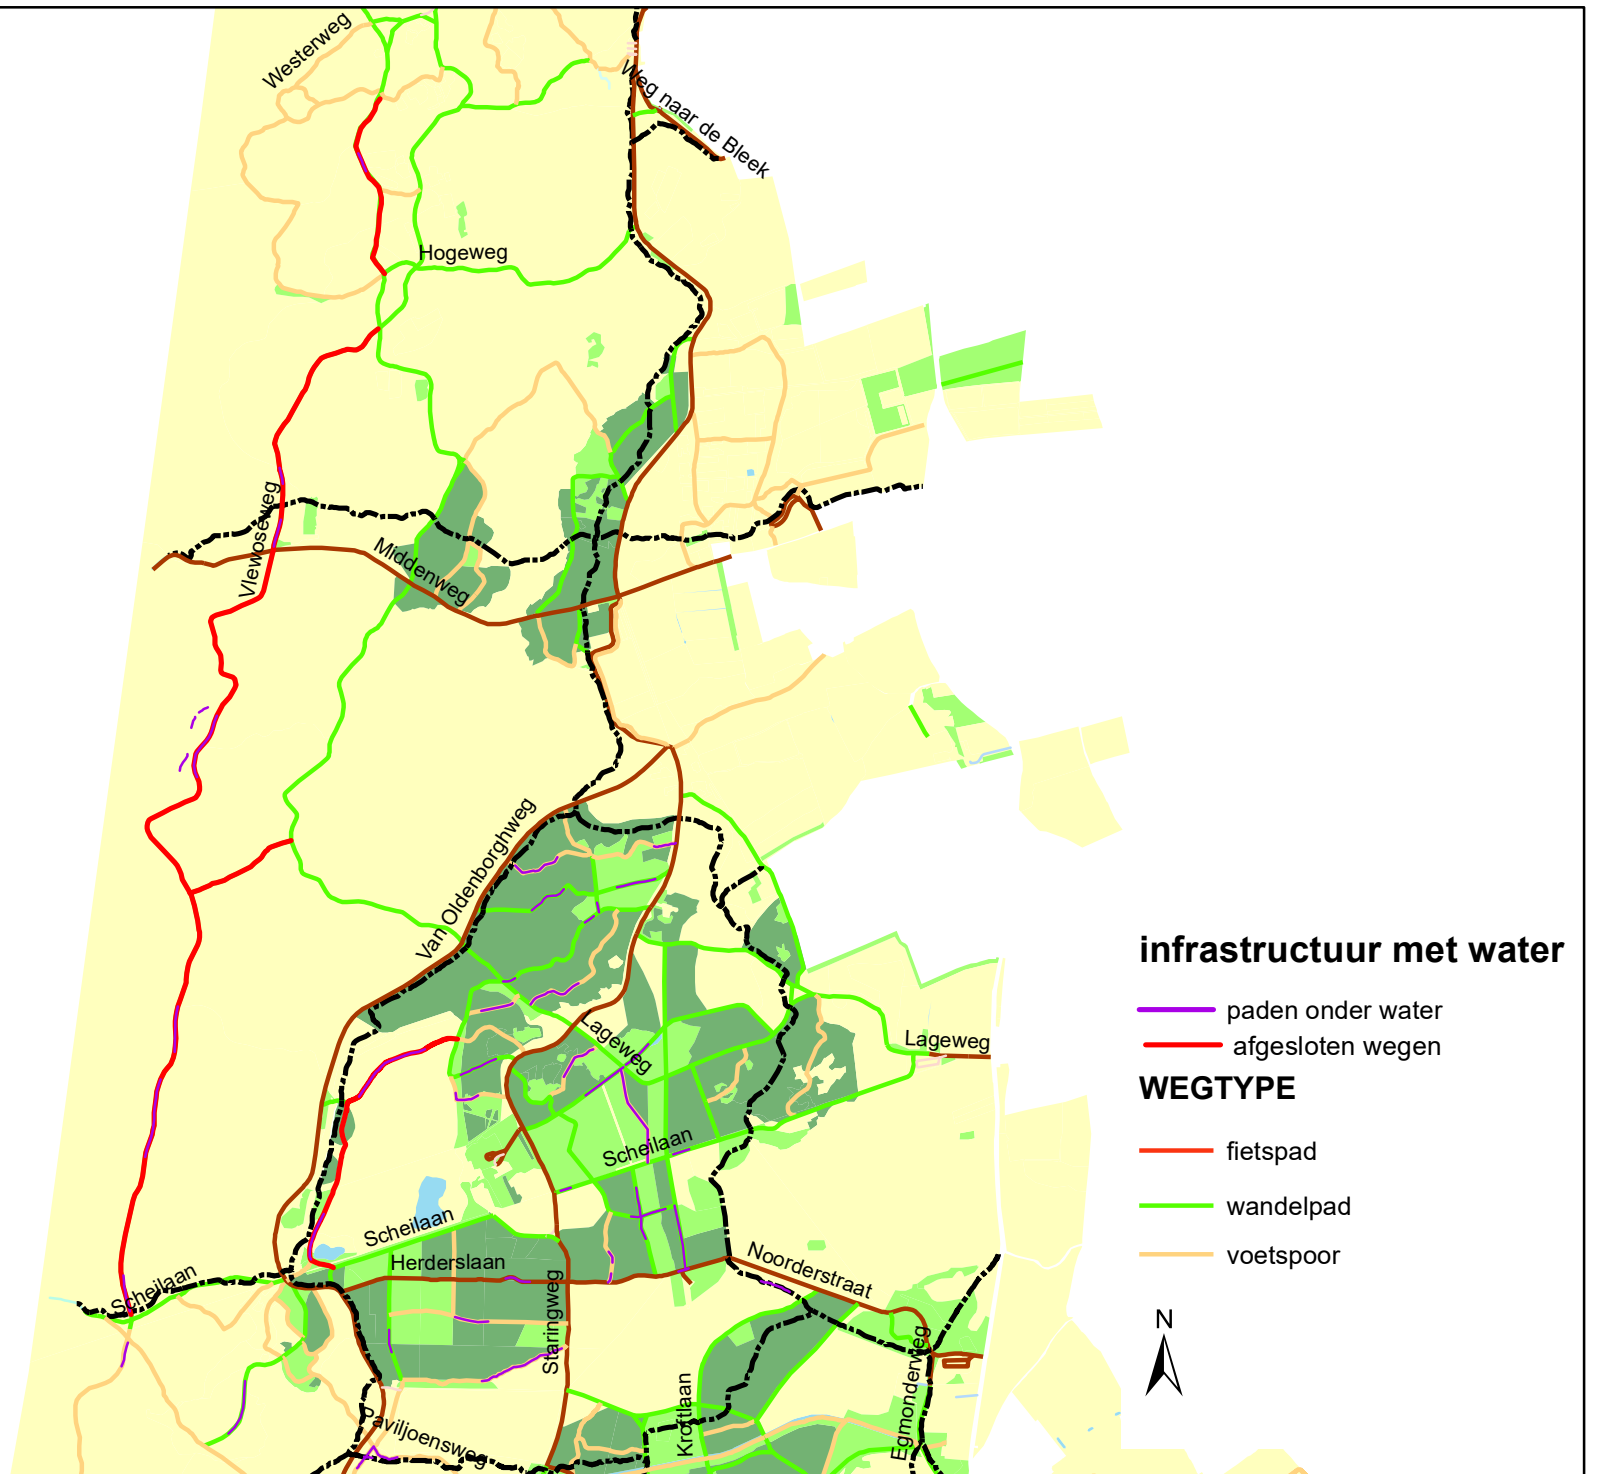 Westerweg
Weg naar de Bleek
Hogeweg
Vlewoseweg
Middenweg
Van Oldenborghweg
infrastructuur met water
paden onder water
afgesloten wegen
WEGTYPE
fietspad
wandelpad
voetspoor
Lageweg
Lageweg
Scheilaan
Scheilaan
Herderslaan
Scheilaan
Noorderstraat
Staringweg
N
Egmonderweg
Kroftlaan
Paviljoensweg